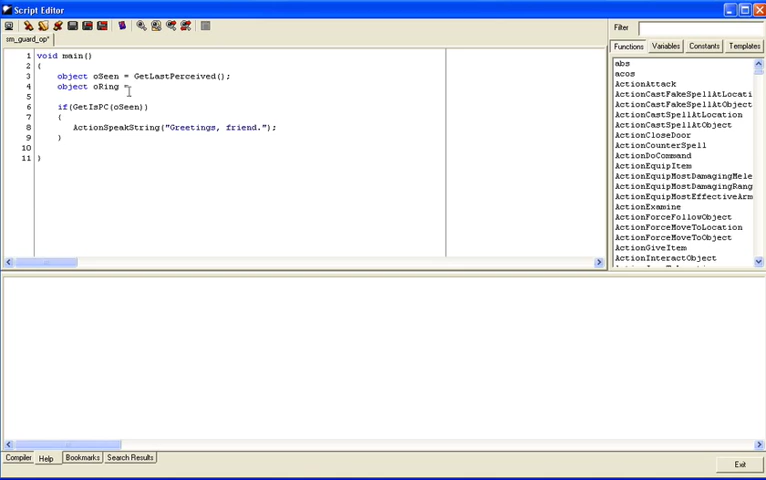 Script Editor
Filter
sm_guard_op*
Functions Variables Constants Templates
1 void main()
2 {
3 object oSeen = GetLastPerceived();
4 object oRing =
5
6 if(GetIsPC(oSeen))
7 {
8 ActionSpeakString("Greetings, friend.");
9 }
10
11 }
abs
acos
ActionAttack
ActionCastFakeSpellAtLocati
ActionCastFakeSpellAtObject
ActionCastSpellAtLocation
ActionCastSpellAtObject
ActionCloseDoor
ActionCounterSpell
ActionDoCommand
ActionEquipItem
ActionEquipMostDamagingMele
ActionEquipMostDamagingRang
ActionEquipMostEffectiveArm
ActionExamine
ActionForceFollowObject
ActionForceMoveToLocation
ActionForceMoveToObject
ActionGiveItem
ActionInteractObject
Compiler Help Bookmarks Search Results
Exit